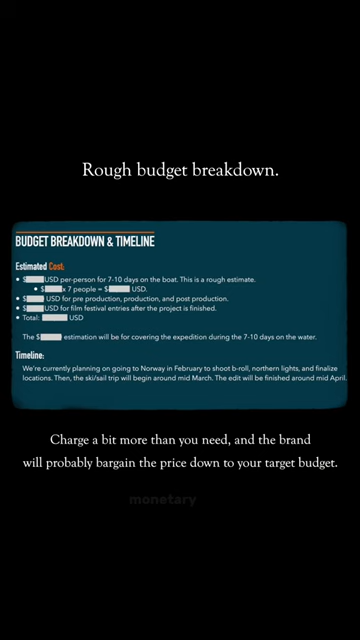 Rough budget breakdown.
BUDGET BREAKDOWN & TIMELINE
Estimated Cost:
• $ USD per-person for 7-10 days on the boat. This is a rough estimate.
• $ x 7 people = $ USD.
• $ USD for pre production, production, and post production.
• $ USD for film festival entries after the project is finished.
• Total: USD
The $ estimation will be for covering the expedition during the 7-10 days on the water.
Timeline:
We're currently planning on going to Norway in February to shoot b-roll, northern lights, and finalize
locations. Then, the ski/sail trip will begin around mid March. The edit will be finished around mid April.
Charge a bit more than you need, and the brand
will probably bargain the price down to your target budget.
monetary